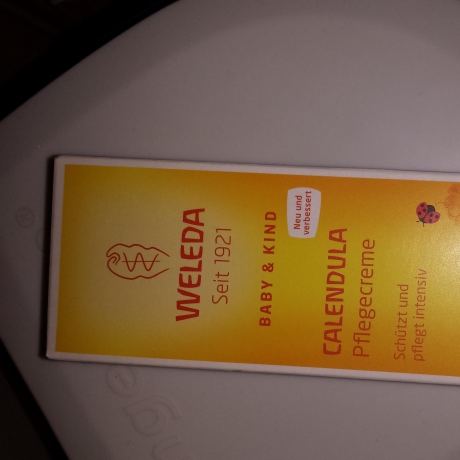 WELEDA
Seit 1921
BABY & KIND
Neu und
verbessert
CALENDULA
Pflegecreme
Schützt und
pflegt intensiv